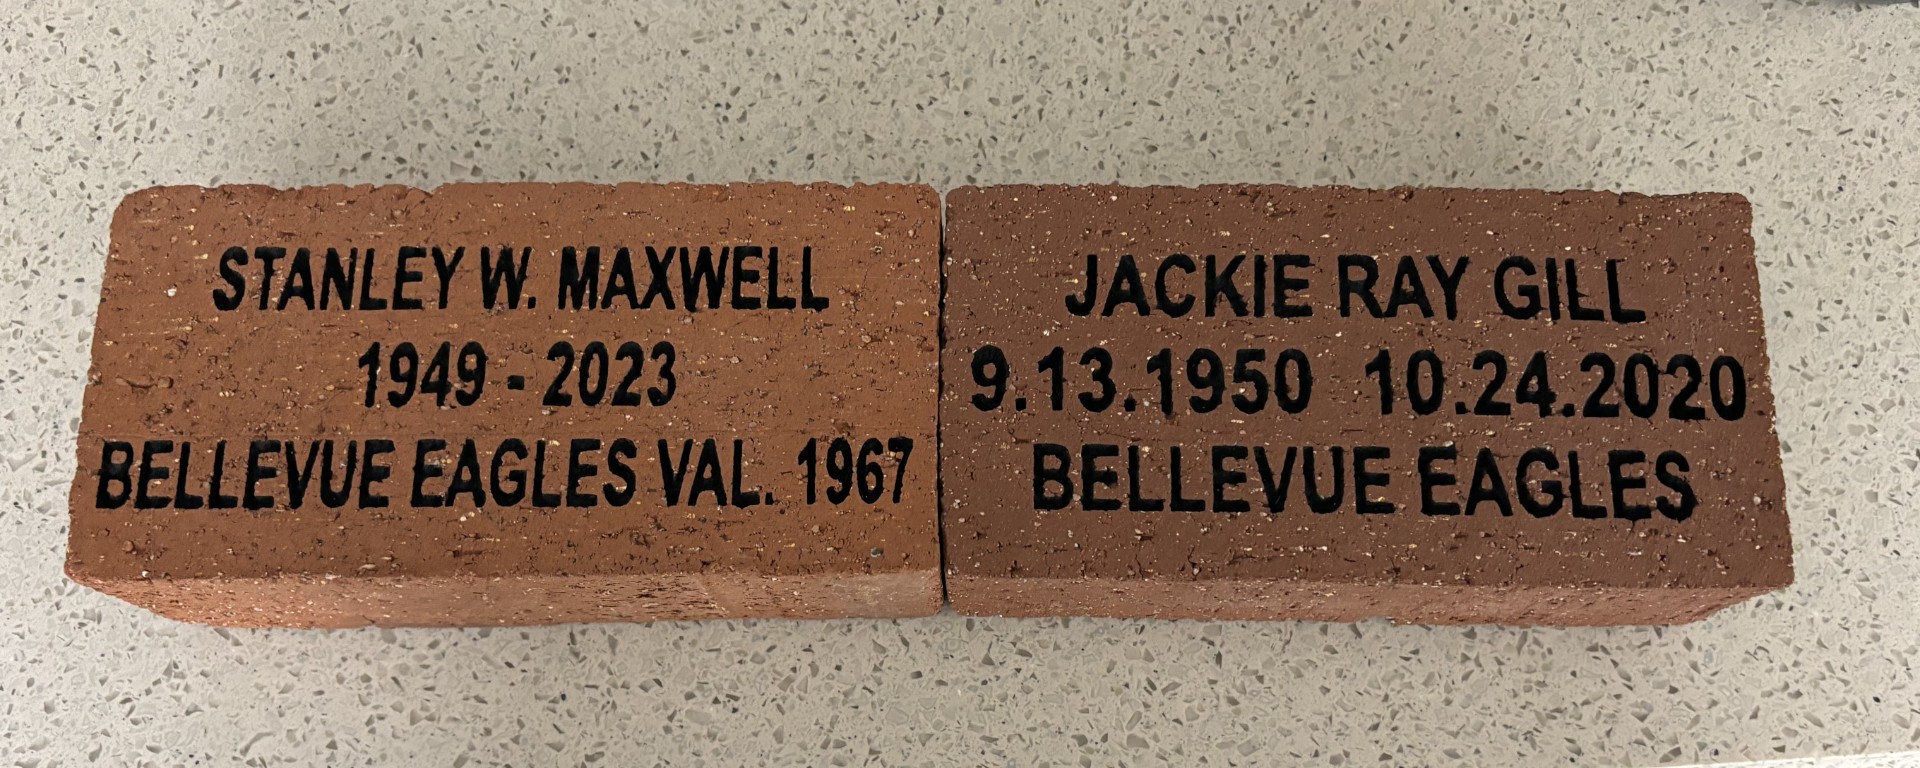 STANLEY W. MAXWELL
1949 - 2023
BELLEVUE EAGLES VAL. 1967
JACKIE RAY GILL
9.13.1950 10.24.2020
BELLEVUE EAGLES